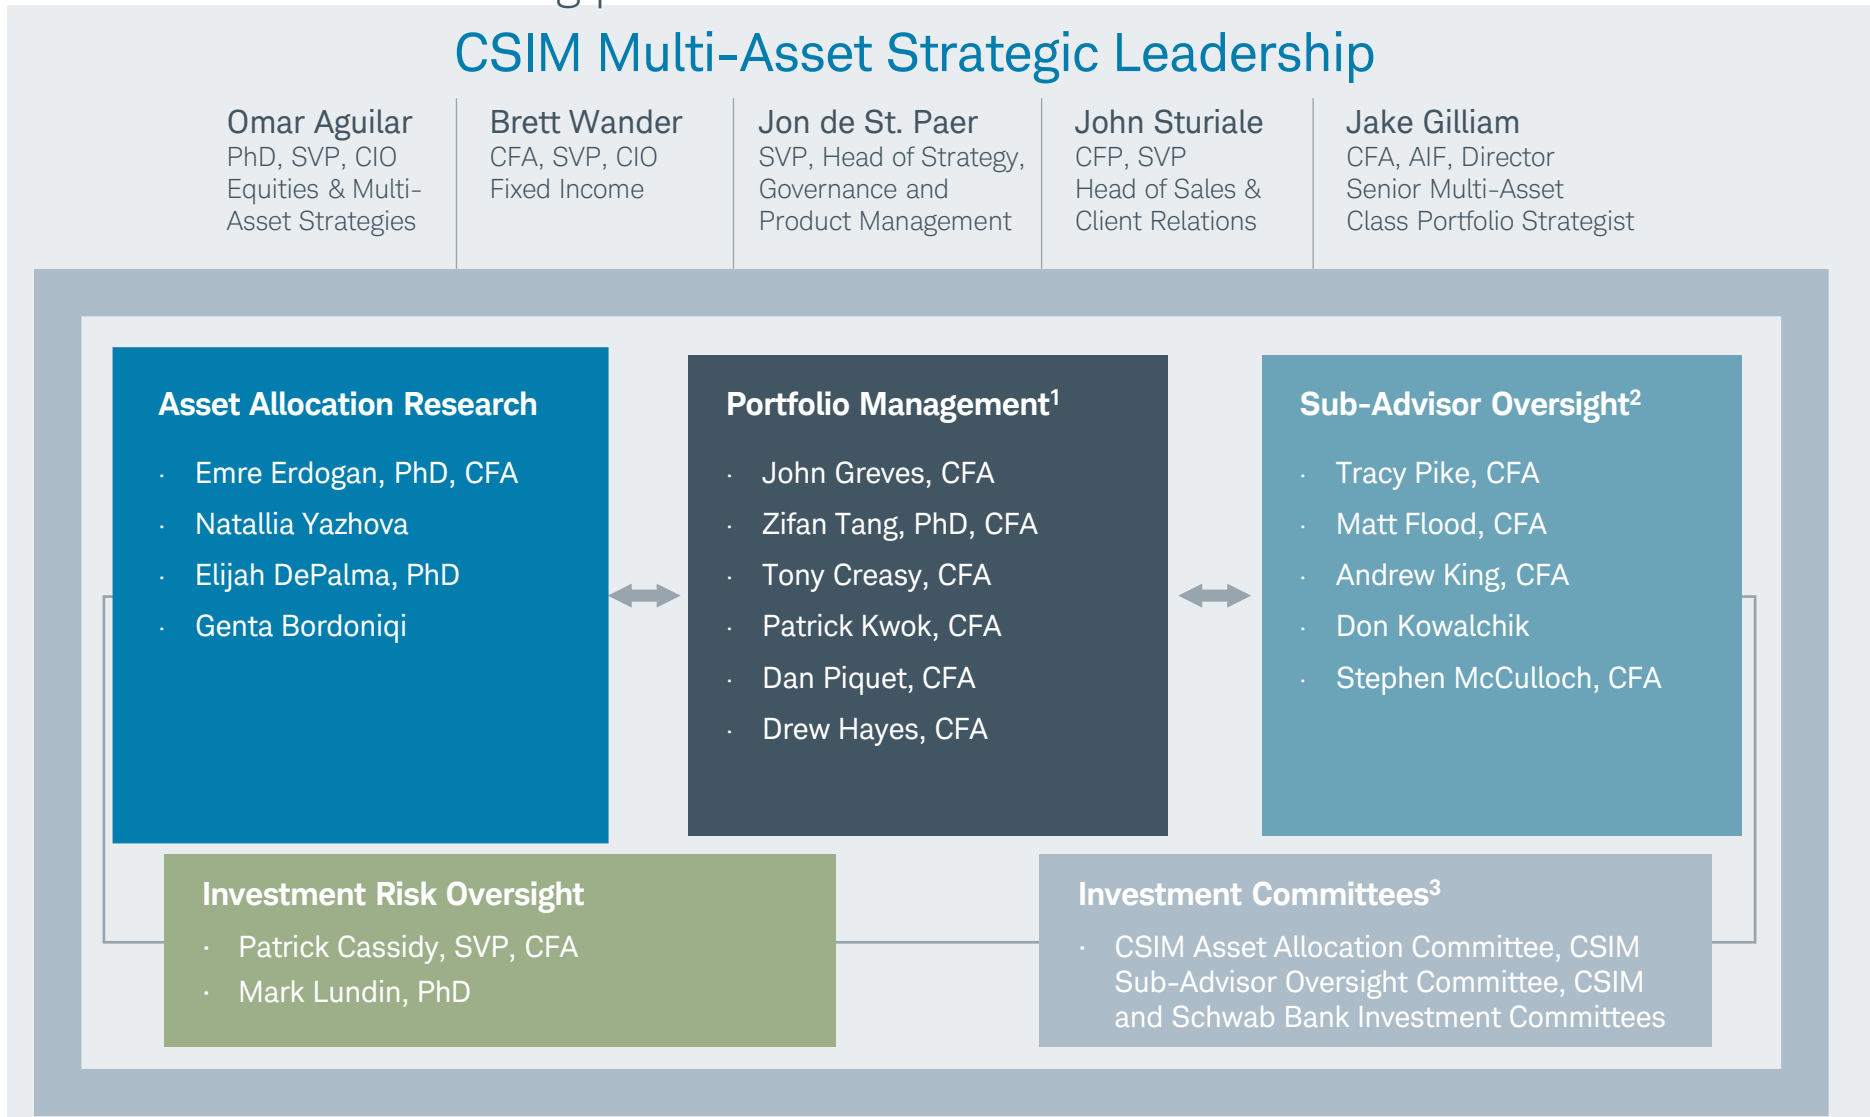 CSIM Multi-Asset Strategic Leadership
Omar Aguilar
PhD, SVP, CIO
Equities & Multi-
Asset Strategies
Brett Wander
CFA, SVP, CIO
Fixed Income
Jon de St. Paer
SVP, Head of Strategy,
Governance and
Product Management
John Sturiale
CFP, SVP
Head of Sales &
Client Relations
Jake Gilliam
CFA, AIF, Director
Senior Multi-Asset
Class Portfolio Strategist
Asset Allocation Research
· Emre Erdogan, PhD, CFA
· Natallia Yazhova
· Elijah DePalma, PhD
· Genta Bordoniqi
Portfolio Management¹
· John Greves, CFA
· Zifan Tang, PhD, CFA
· Tony Creasy, CFA
· Patrick Kwok, CFA
· Dan Piquet, CFA
· Drew Hayes, CFA
Sub-Advisor Oversight²
· Tracy Pike, CFA
· Matt Flood, CFA
· Andrew King, CFA
· Don Kowalchik
· Stephen McCulloch, CFA
Investment Risk Oversight
· Patrick Cassidy, SVP, CFA
· Mark Lundin, PhD
Investment Committees³
· CSIM Asset Allocation Committee, CSIM
Sub-Advisor Oversight Committee, CSIM
and Schwab Bank Investment Committees